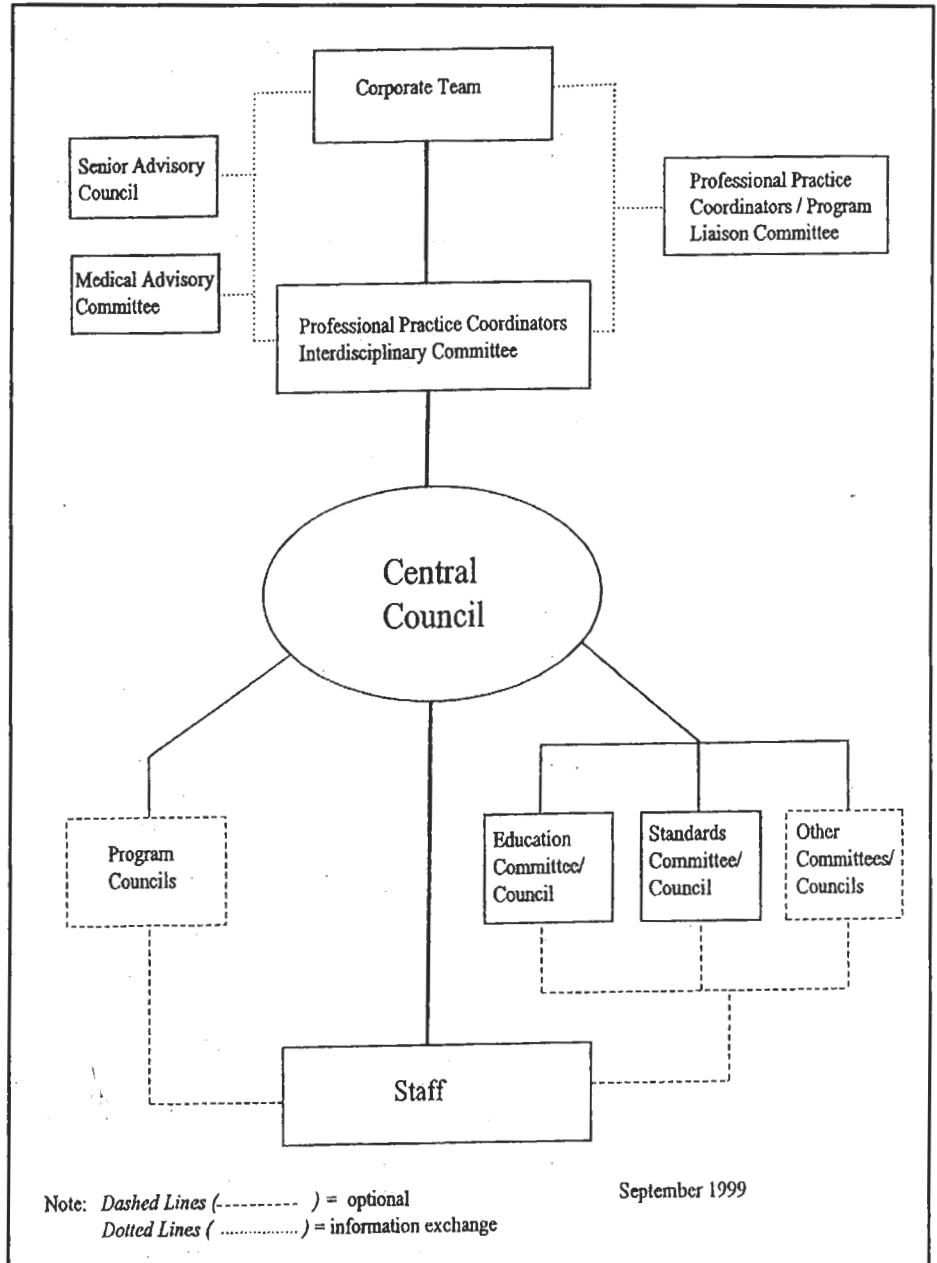 Corporate Team
Senior Advisory
Council
Professional Practice
Coordinators / Program
Liaison Committee
Medical Advisory
Committee
Professional Practice Coordinators
Interdisciplinary Committee
Central
Council
Program
Councils
Education
Committee/
Council
Standards
Committee/
Council
Other
Committees/
Councils
Staff
Note: Dashed Lines (---------- ) = optional
September 1999
Dotted Lines ( ............... ) = information exchange